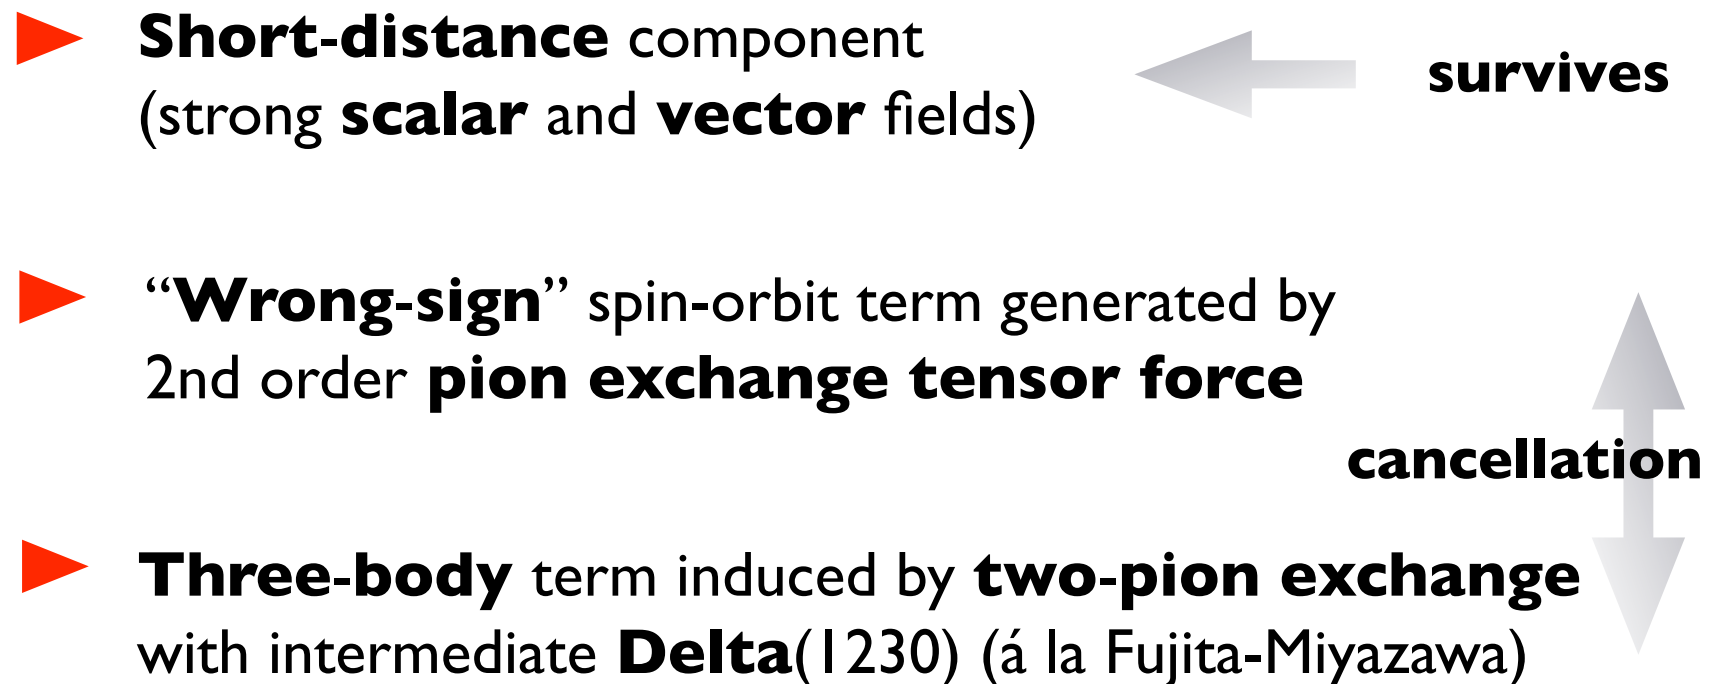 Short-distance component
survives
(strong scalar and vector fields)
“Wrong-sign” spin-orbit term generated by
2nd order pion exchange tensor force
cancellation
Three-body term induced by two-pion exchange
with intermediate Delta(1230) (á la Fujita-Miyazawa)